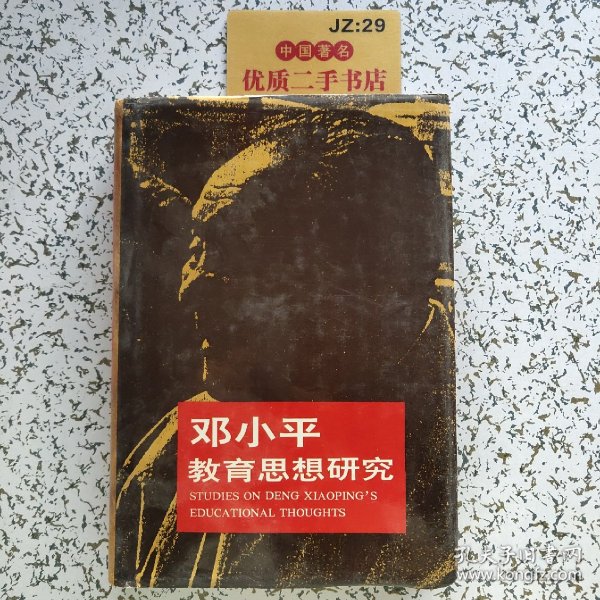 JZ:29
中国著名
优质二手书店
邓小平
教育思想研究
STUDIES ON DENG XIAOPING'S
EDUCATIONAL THOUGHTS
孔夫子旧书网
www.kongfz.com